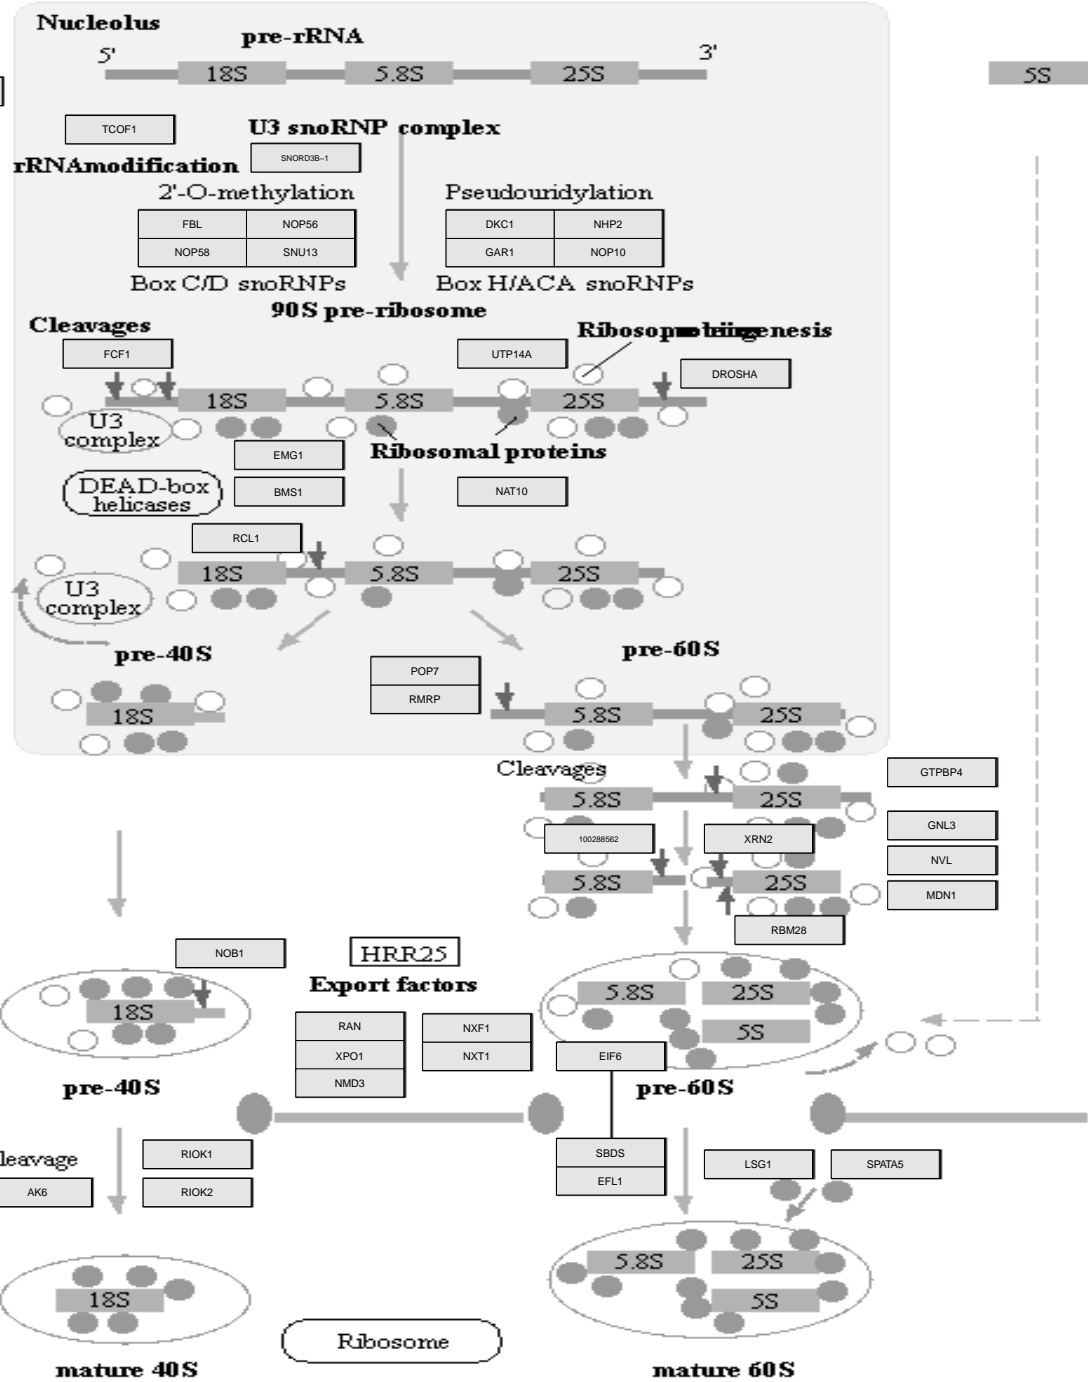 Nucleolus
pre-rRNA
5'
3'
18S
5.8S
25S
5S
TCOF1
U3 snoRNP complex
SNORD3B-1
rRNAmodification
2'-O-methylation
Pseudouridylation
FBL
NOP56
DKC1
NHP2
NOP58
SNU13
GAR1
NOP10
Box C/D snoRNPs
Box H/ACA snoRNPs
90S pre-ribosome
Cleavages
FCF1
UTP14A
DROSHA
18S
5.8S
25S
U3
complex
Ribosomal proteins
EMG1
DEAD-box
helicases
BMS1
NAT10
RCL1
18S
5.8S
25S
U3
complex
pre-40S
pre-60S
POP7
RMRP
18S
5.8S
25S
Cleavages
GTPBP4
5.8S
25S
100288562
XRN2
GNL3
NVL
5.8S
25S
MDN1
RBM28
NOB1
HRR25
Export factors
18S
5.8S
25S
5S
RAN
NXF1
XPO1
NXT1
NMD3
EIF6
pre-40S
pre-60S
leavage
RIOK1
AK6
RIOK2
SBDS
EFL1
LSG1
SPATA5
18S
5.8S
25S
5S
Ribosome
mature 40S
mature 60S